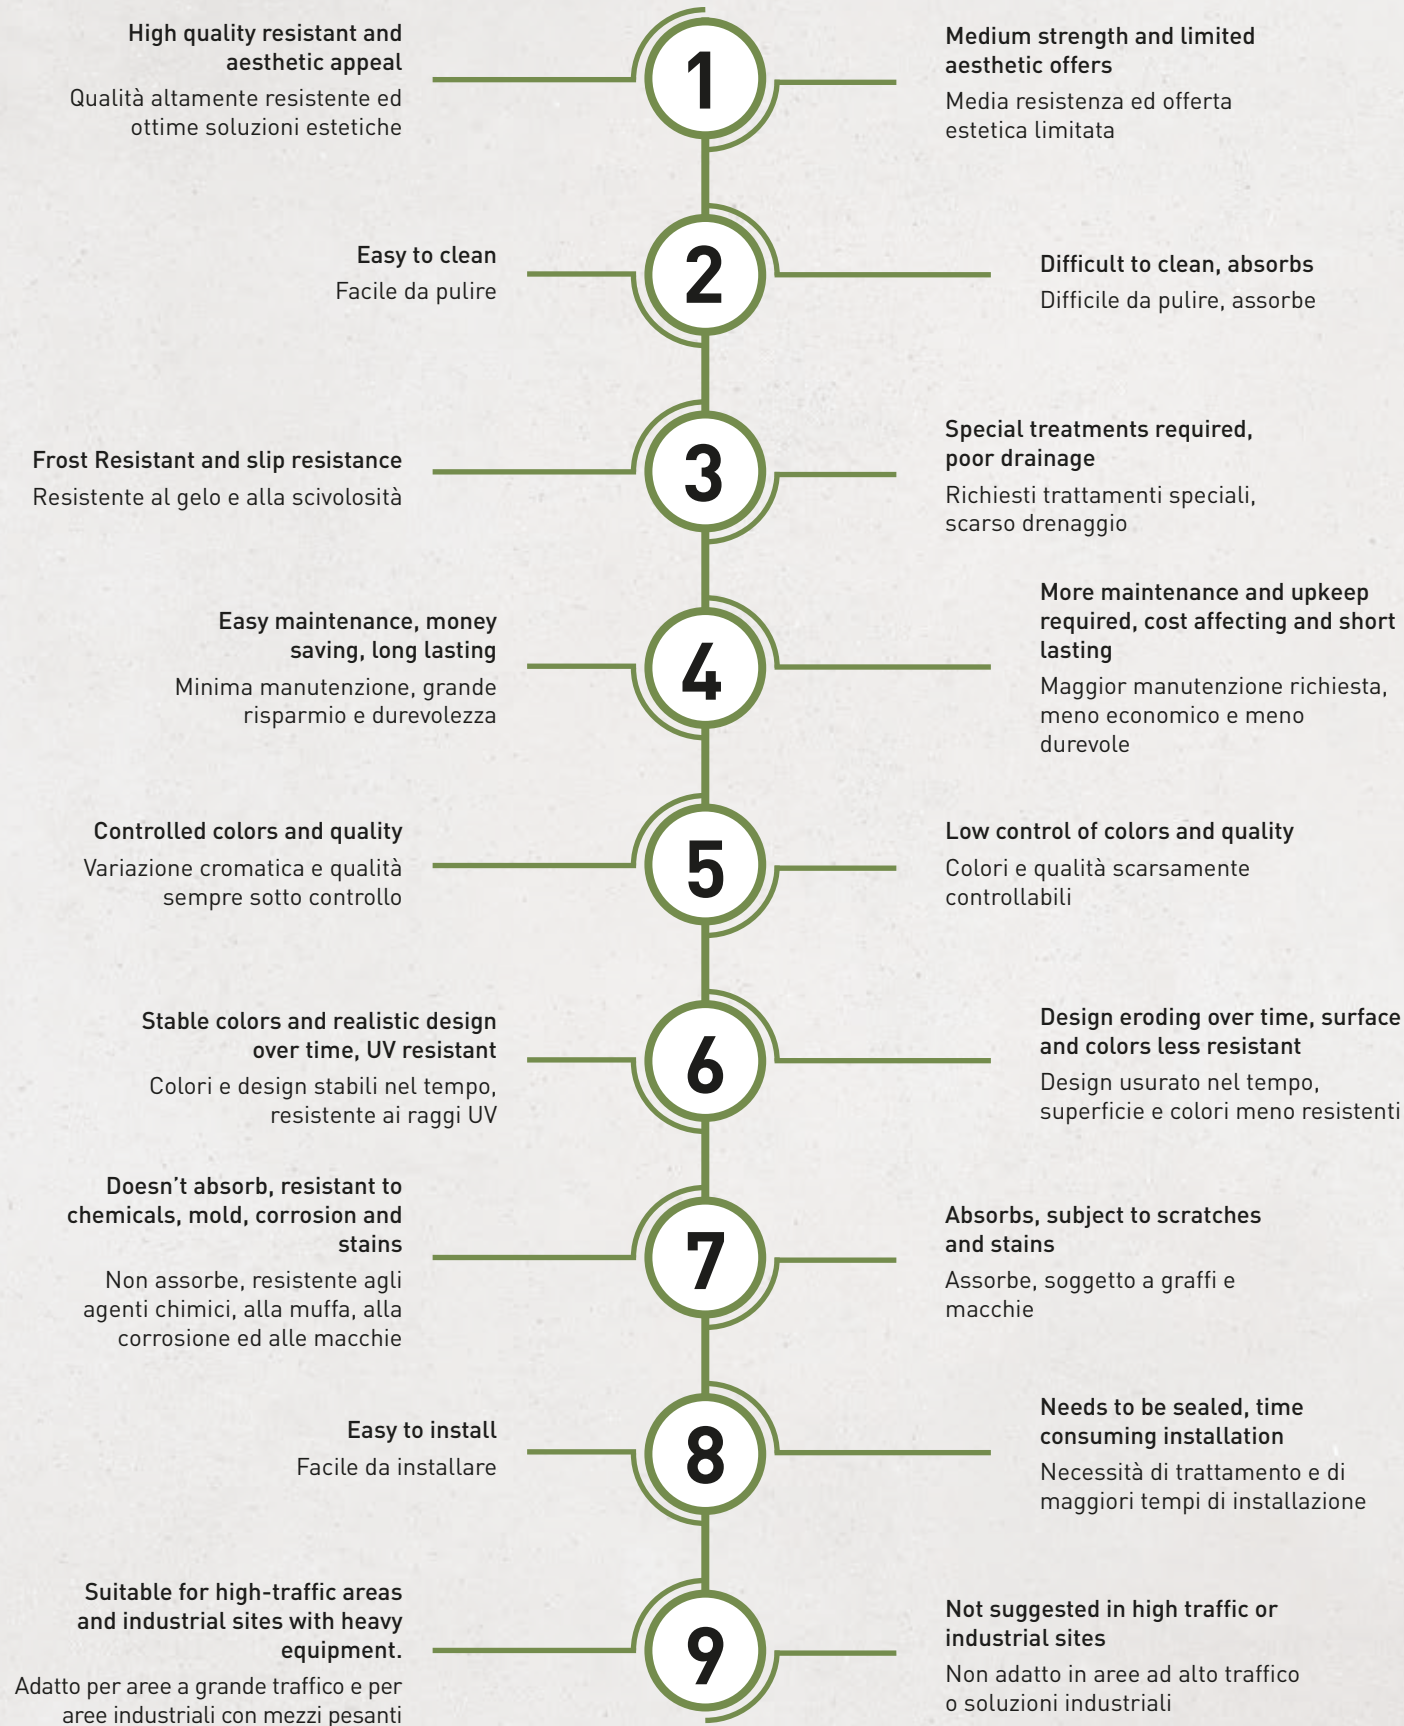 High quality resistant and
aesthetic appeal
Qualità altamente resistente ed
ottime soluzioni estetiche
1
Medium strength and limited
aesthetic offers
Media resistenza ed offerta
estetica limitata
Easy to clean
Facile da pulire
2
Difficult to clean, absorbs
Difficile da pulire, assorbe
Frost Resistant and slip resistance
Resistente al gelo e alla scivolosità
3
Special treatments required,
poor drainage
Richiesti trattamenti speciali,
scarso drenaggio
Easy maintenance, money
saving, long lasting
Minima manutenzione, grande
risparmio e durevolezza
4
More maintenance and upkeep
required, cost affecting and short
lasting
Maggior manutenzione richiesta,
meno economico e meno
durevole
Controlled colors and quality
Variazione cromatica e qualità
sempre sotto controllo
5
Low control of colors and quality
Colori e qualità scarsamente
controllabili
Stable colors and realistic design
over time, UV resistant
Colori e design stabili nel tempo,
resistente ai raggi UV
6
Design eroding over time, surface
and colors less resistant
Design usurato nel tempo,
superficie e colori meno resistenti
Doesn’t absorb, resistant to
chemicals, mold, corrosion and
stains
Non assorbe, resistente agli
agenti chimici, alla muffa, alla
corrosione ed alle macchie
7
Absorbs, subject to scratches
and stains
Assorbe, soggetto a graffi e
macchie
Easy to install
Facile da installare
8
Needs to be sealed, time
consuming installation
Necessità di trattamento e di
maggiori tempi di installazione
Suitable for high-traffic areas
and industrial sites with heavy
equipment.
Adatto per aree a grande traffico e per
aree industriali con mezzi pesanti
9
Not suggested in high traffic or
industrial sites
Non adatto in aree ad alto traffico
o soluzioni industriali